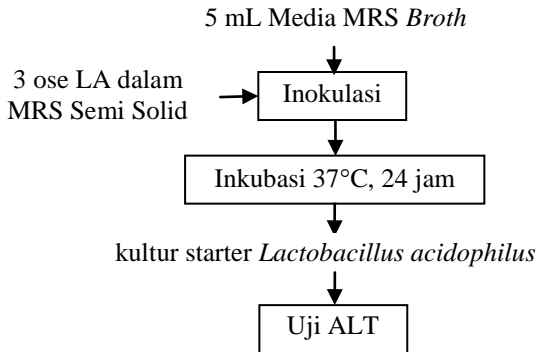 5 mL Media MRS Broth
3 ose LA dalam
MRS Semi Solid
Inokulasi
Inkubasi 37°C, 24 jam
kultur starter Lactobacillus acidophilus
Uji ALT